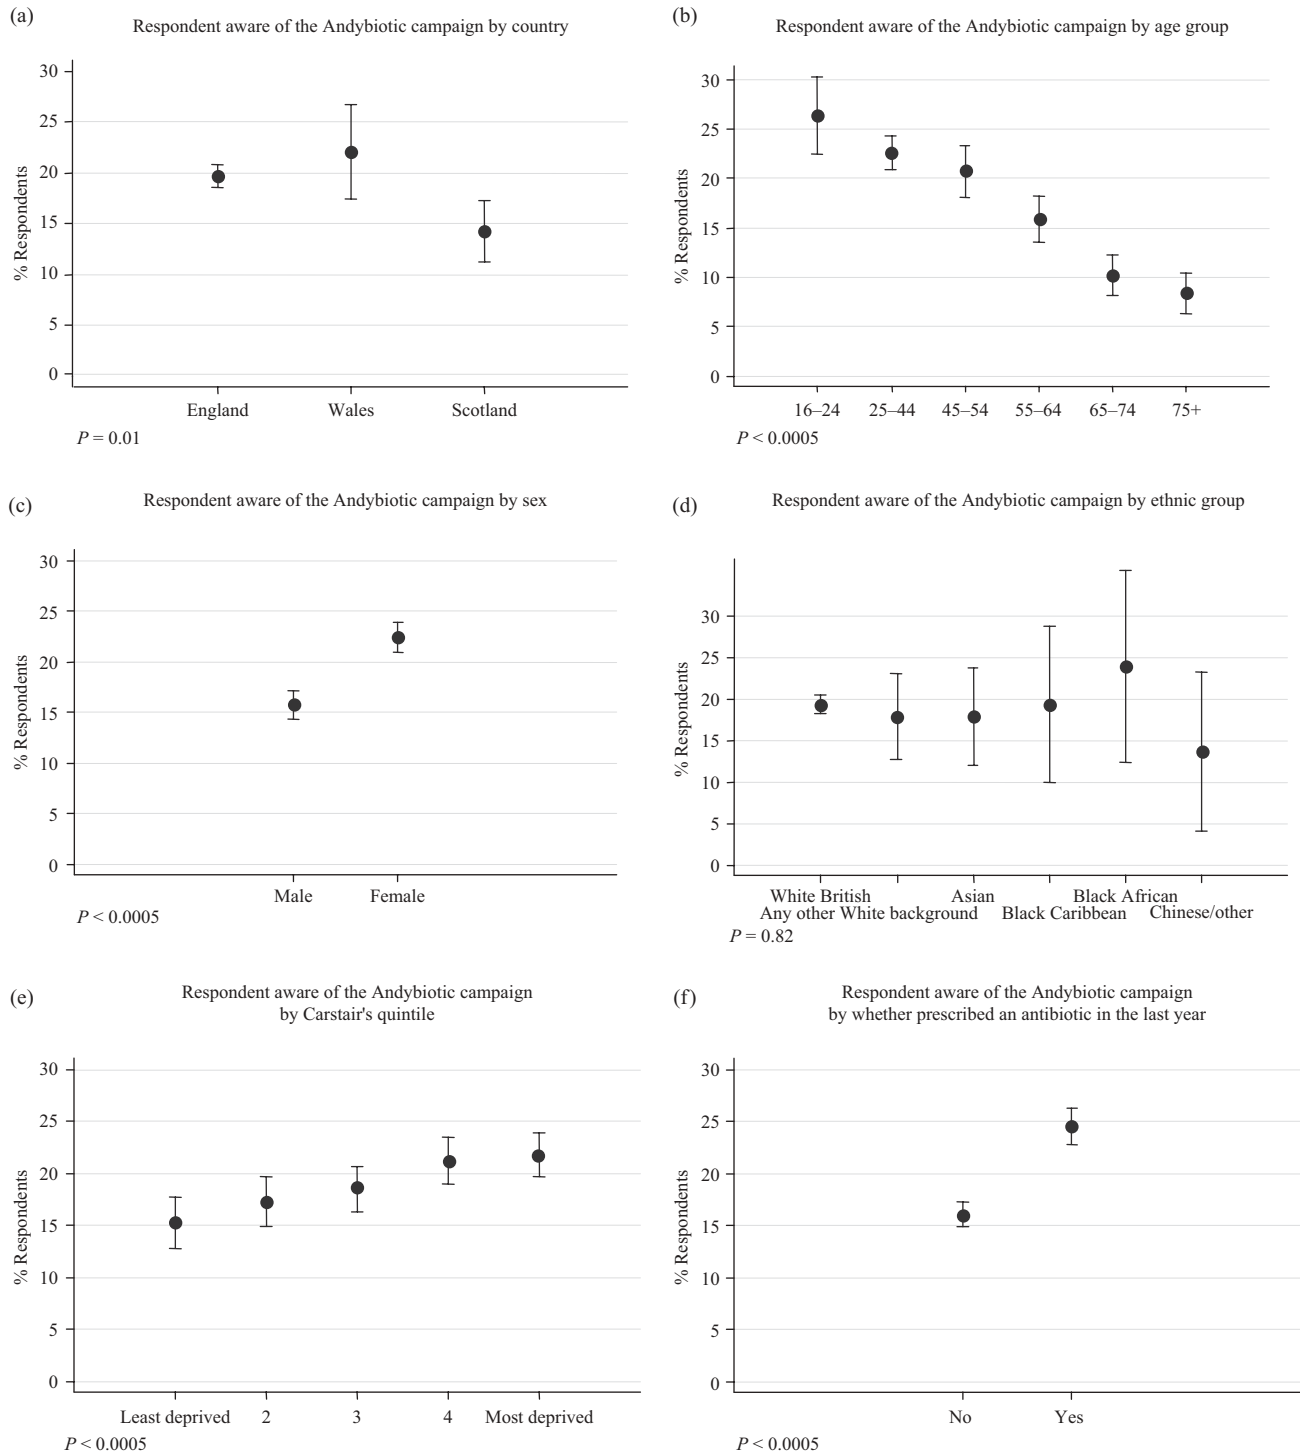 (a)
Respondent aware of the Andybiotic campaign by country
% Respondents
30
25
20
15
10
5
0
England Wales Scotland
P = 0.01
(b)
Respondent aware of the Andybiotic campaign by age group
% Respondents
30
25
20
15
10
5
0
16–24 25–44 45–54 55–64 65–74 75+
P < 0.0005
(c)
Respondent aware of the Andybiotic campaign by sex
% Respondents
30
25
20
15
10
5
0
Male Female
P < 0.0005
(d)
Respondent aware of the Andybiotic campaign by ethnic group
% Respondents
30
25
20
15
10
5
0
White British Asian Black African
Any other White background Black Caribbean Chinese/other
P = 0.82
(e)
Respondent aware of the Andybiotic campaign
by Carstair's quintile
% Respondents
30
25
20
15
10
5
0
Least deprived 2 3 4 Most deprived
P < 0.0005
(f)
Respondent aware of the Andybiotic campaign
by whether prescribed an antibiotic in the last year
% Respondents
30
25
20
15
10
5
0
No Yes
P < 0.0005